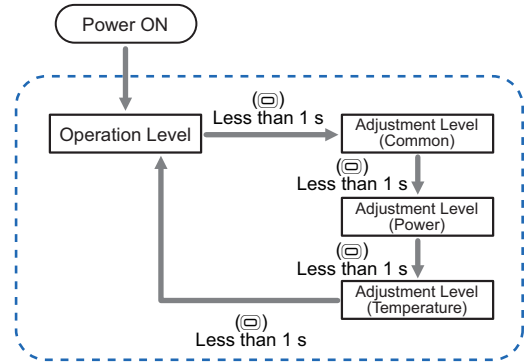 Power ON
Operation Level
Less than 1 s
Adjustment Level
(Common)
Less than 1 s
Adjustment Level
(Power)
Less than 1 s
Adjustment Level
(Temperature)
Less than 1 s